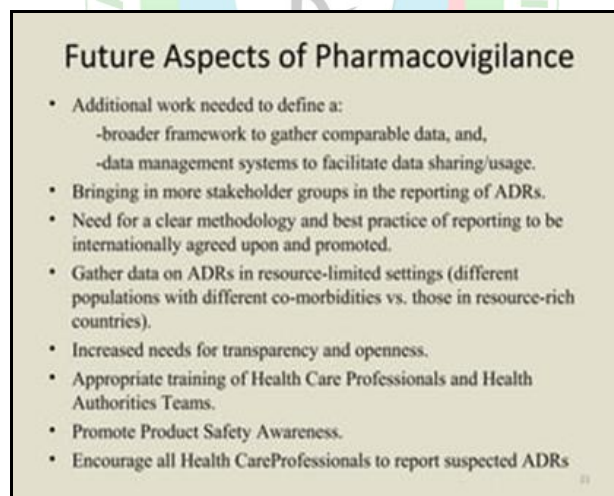 Future Aspects of Pharmacovigilance
• Additional work needed to define a:
-broader framework to gather comparable data, and,
-data management systems to facilitate data sharing/usage.
• Bringing in more stakeholder groups in the reporting of ADRs.
• Need for a clear methodology and best practice of reporting to be
internationally agreed upon and promoted.
• Gather data on ADRs in resource-limited settings (different
populations with different co-morbidities vs. those in resource-rich
countries).
• Increased needs for transparency and openness.
• Appropriate training of Health Care Professionals and Health
Authorities Teams.
• Promote Product Safety Awareness.
• Encourage all Health CareProfessionals to report suspected ADRs